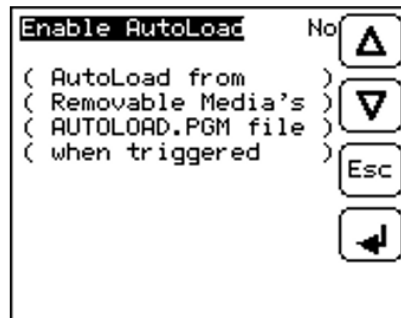 Enable AutoLoad No
( AutoLoad from )
( Removable Media's )
( AUTOLOAD.PGM file )
( when triggered )
Esc